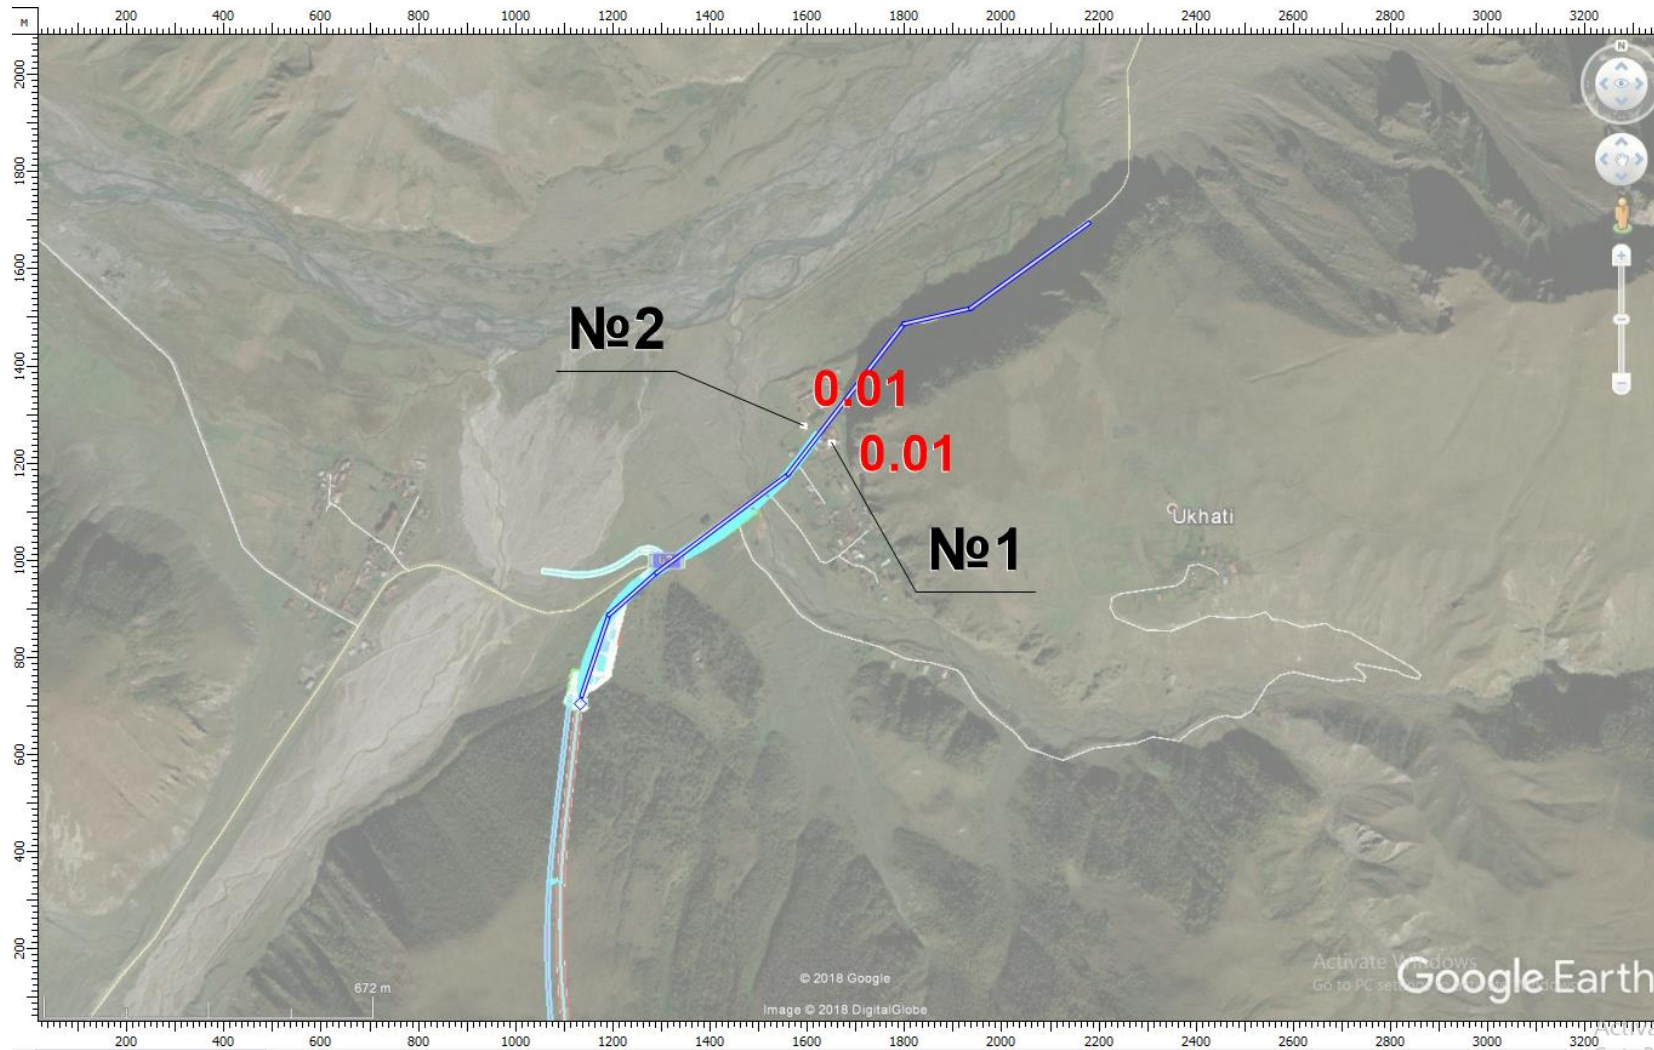 м 200 400 600 800 1000 1200 1400 1600 1800 2000 2200 2400 2600 2800 3000 3200
2000
1800
1600
1400
1200
1000
800
600
400
200
N
№2
0.01
0.01
№1
Ukhati
672 m
© 2018 Google
Image © 2018 DigitalGlobe
Activate Windows
Google Earth
200 400 600 800 1000 1200 1400 1600 1800 2000 2200 2400 2600 2800 3000 3200